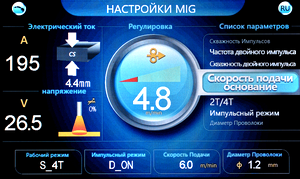 НАСТРОЙКИ MIG
RU
Электрический ток
Регулировка
Список параметров
A
195
CS
4.4mm
Скважность Импульсов
Частота двойного импульса
Скважность двойного импульса
Скорость подачи
основание
напряжение
V
26.5
0%
4.8
m/min
2T/4T
Импульсный режим
Диаметр Проволоки
Рабочий режим
S_4T
Импульсный режим
D_ON
Скорость Подачи
6.0 m/min
Диаметр Проволоки
Φ 1.2 mm